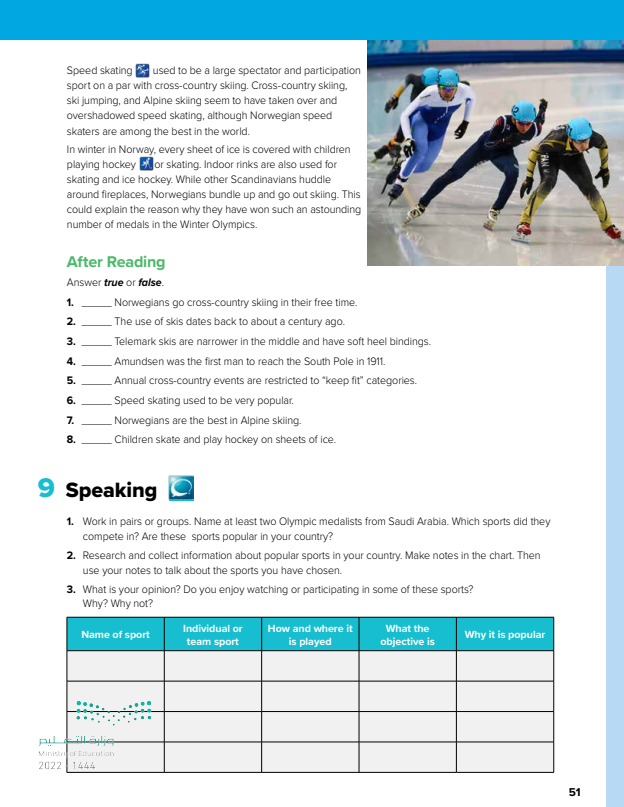 Speed skating used to be a large spectator and participation
sport on a par with cross-country skiing. Cross-country skiing,
ski jumping, and Alpine skiing seem to have taken over and
overshadowed speed skating, although Norwegian speed
skaters are among the best in the world.
In winter in Norway, every sheet of ice is covered with children
playing hockey or skating. Indoor rinks are also used for
skating and ice hockey. While other Scandinavians huddle
around fireplaces, Norwegians bundle up and go out skiing. This
could explain the reason why they have won such an astounding
number of medals in the Winter Olympics.
After Reading
Answer true or false.
1. _____ Norwegians go cross-country skiing in their free time.
2. _____ The use of skis dates back to about a century ago.
3. _____ Telemark skis are narrower in the middle and have soft heel bindings.
4. _____ Amundsen was the first man to reach the South Pole in 1911.
5. _____ Annual cross-country events are restricted to “keep fit” categories.
6. _____ Speed skating used to be very popular.
7. _____ Norwegians are the best in Alpine skiing.
8. _____ Children skate and play hockey on sheets of ice.
9 Speaking
1. Work in pairs or groups. Name at least two Olympic medalists from Saudi Arabia. Which sports did they
compete in? Are these sports popular in your country?
2. Research and collect information about popular sports in your country. Make notes in the chart. Then
use your notes to talk about the sports you have chosen.
3. What is your opinion? Do you enjoy watching or participating in some of these sports?
Why? Why not?
Name of sport
Individual or
team sport
How and where it
is played
What the
objective is
Why it is popular
وزارة التعليم
Ministry of Education
2022 - 1444
51